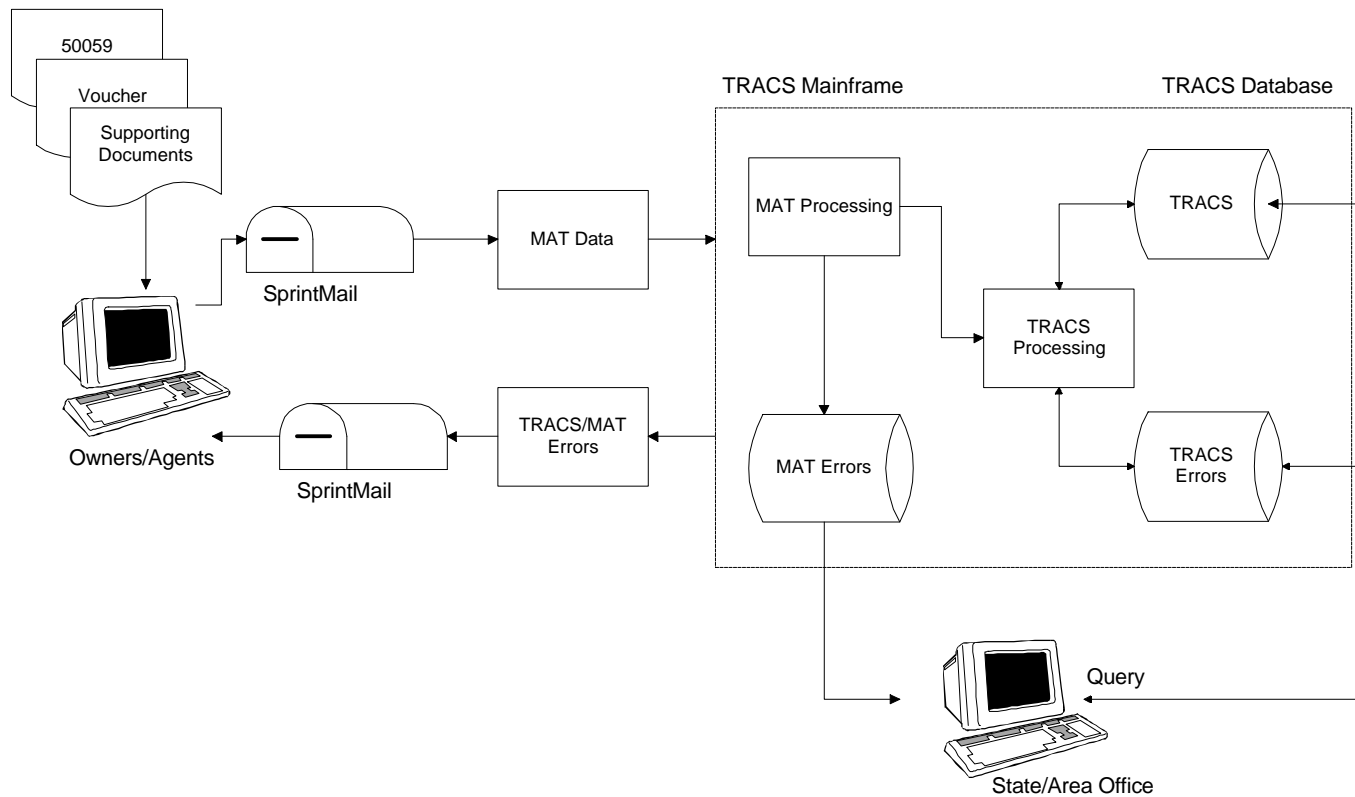 50059
Voucher
Supporting
Documents
SprintMail
MAT Data
TRACS Mainframe
TRACS Database
MAT Processing
TRACS
TRACS
Processing
Owners/Agents
SprintMail
TRACS/MAT
Errors
MAT Errors
TRACS
Errors
Query
State/Area Office